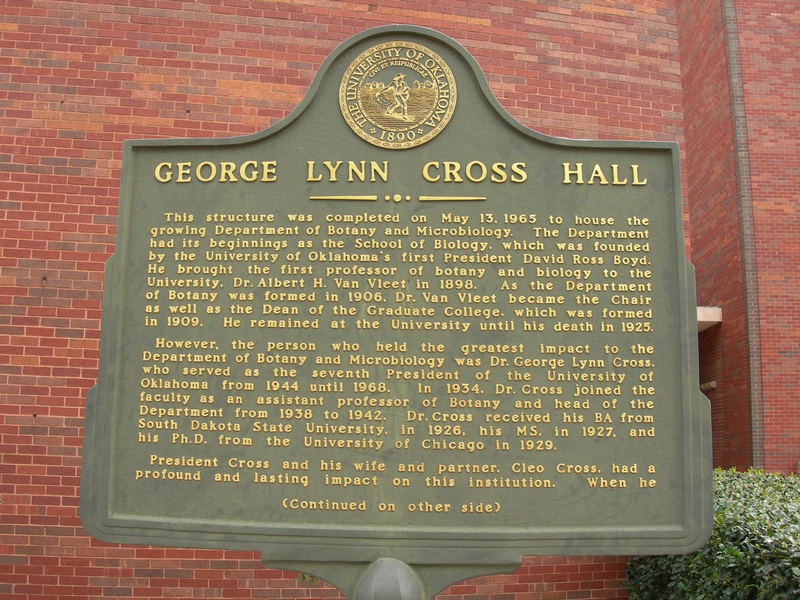 THE UNIVERSITY OF OKLAHOMA
CIVI ET REIPUBLICAE
1890
GEORGE LYNN CROSS HALL
This structure was completed on May 13, 1965 to house the
growing Department of Botany and Microbiology. The Department
had its beginnings as the School of Biology, which was founded
by the University of Oklahoma's first President David Ross Boyd.
He brought the first professor of botany and biology to the
University, Dr. Albert H. Van Vleet in 1898. As the Department
of Botany was formed in 1906, Dr. Van Vleet became the Chair
as well as the Dean of the Graduate College, which was formed
in 1909. He remained at the University until his death in 1925.
However, the person who held the greatest impact to the
Department of Botany and Microbiology was Dr. George Lynn Cross,
who served as the seventh President of the University of
Oklahoma from 1944 until 1968. In 1934, Dr. Cross joined the
faculty as an assistant professor of Botany and head of the
Department from 1938 to 1942. Dr. Cross received his BA from
South Dakota State University, in 1926, his MS, in 1927, and
his Ph.D. from the University of Chicago in 1929.
President Cross and his wife and partner, Cleo Cross, had a
profound and lasting impact on this institution. When he
(Continued on other side)